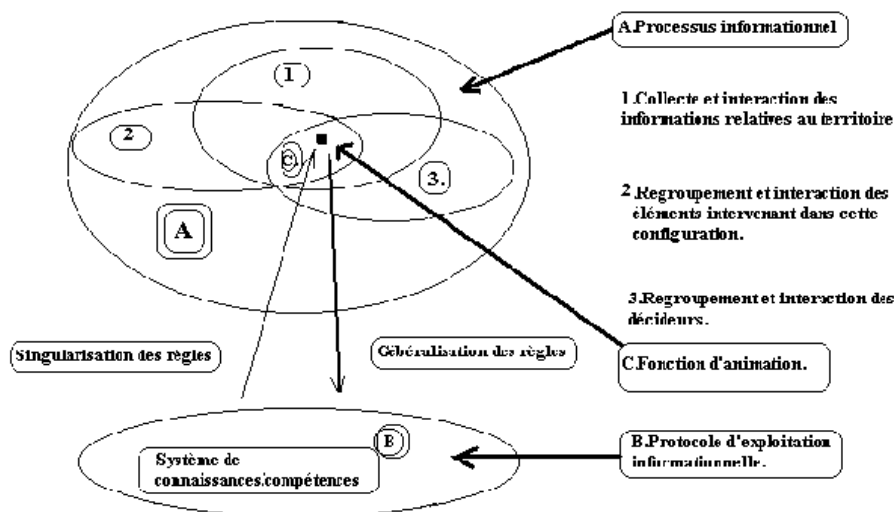 A.Processus informationnel
1
1.Collecte et interaction des
informations relatives au territoire
2
C.
3.
2.Regroupement et interaction des
éléments intervenant dans cette
configuration.
A
3.Regroupement et interaction des
décideurs.
Singularisation des règles
Gébéralisation des règles
C.Fonction d'animation.
B
Système de
connaissances/compétences
B.Protocole d'exploitation
informationnelle.